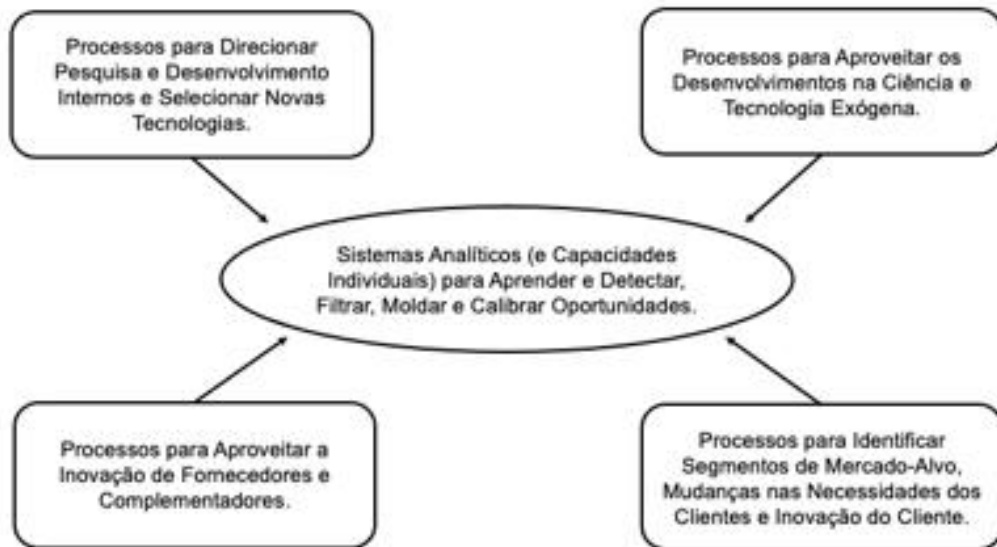 Processos para Direcionar
Pesquisa e Desenvolvimento
Internos e Selecionar Novas
Tecnologias.
Processos para Aproveitar os
Desenvolvimentos na Ciência e
Tecnologia Exógena.
Sistemas Analíticos (e Capacidades
Individuais) para Aprender e Detectar,
Filtrar, Moldar e Calibrar Oportunidades.
Processos para Aproveitar a
Inovação de Fornecedores e
Complementadores.
Processos para Identificar
Segmentos de Mercado-Alvo,
Mudanças nas Necessidades dos
Clientes e Inovação do Cliente.